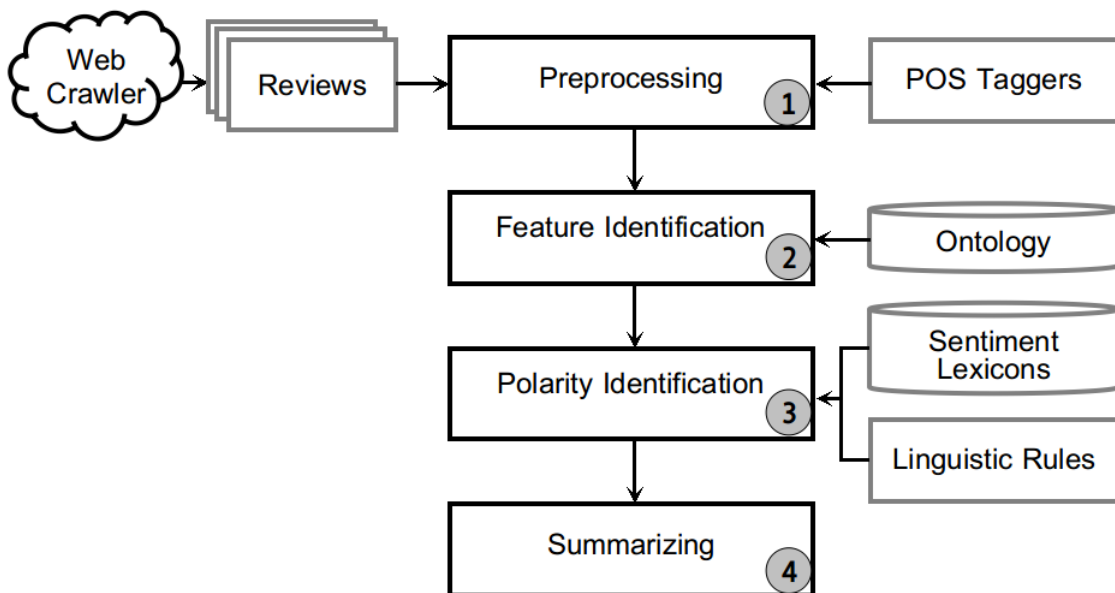 Web
Crawler
Reviews
Preprocessing
1
POS Taggers
Feature Identification
2
Ontology
Polarity Identification
3
Sentiment
Lexicons
Linguistic Rules
Summarizing
4